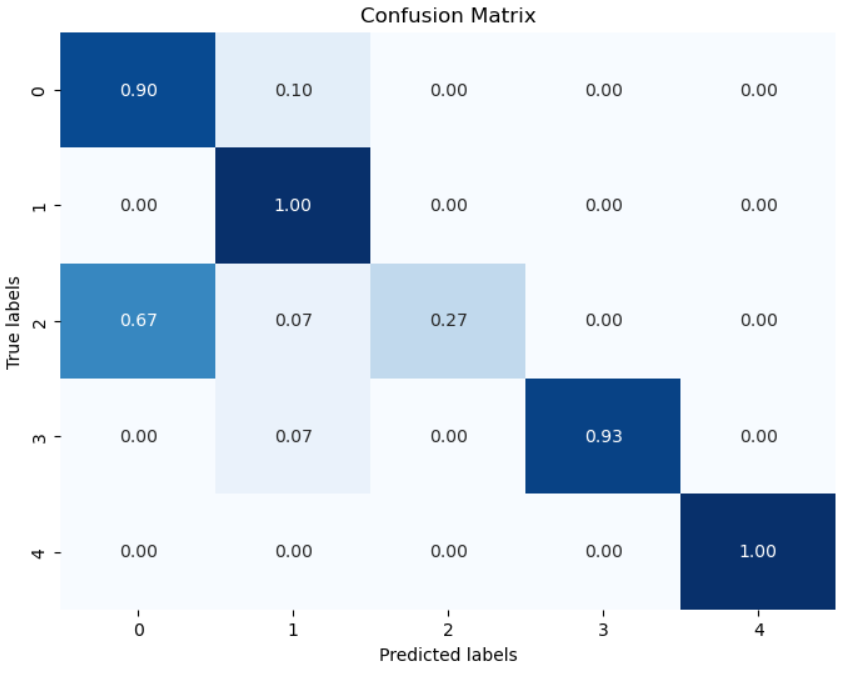 Confusion Matrix
0 0.90 0.10 0.00 0.00 0.00
1 0.00 1.00 0.00 0.00 0.00
True labels
2 0.67 0.07 0.27 0.00 0.00
3 0.00 0.07 0.00 0.93 0.00
4 0.00 0.00 0.00 0.00 1.00
0 1 2 3 4
Predicted labels